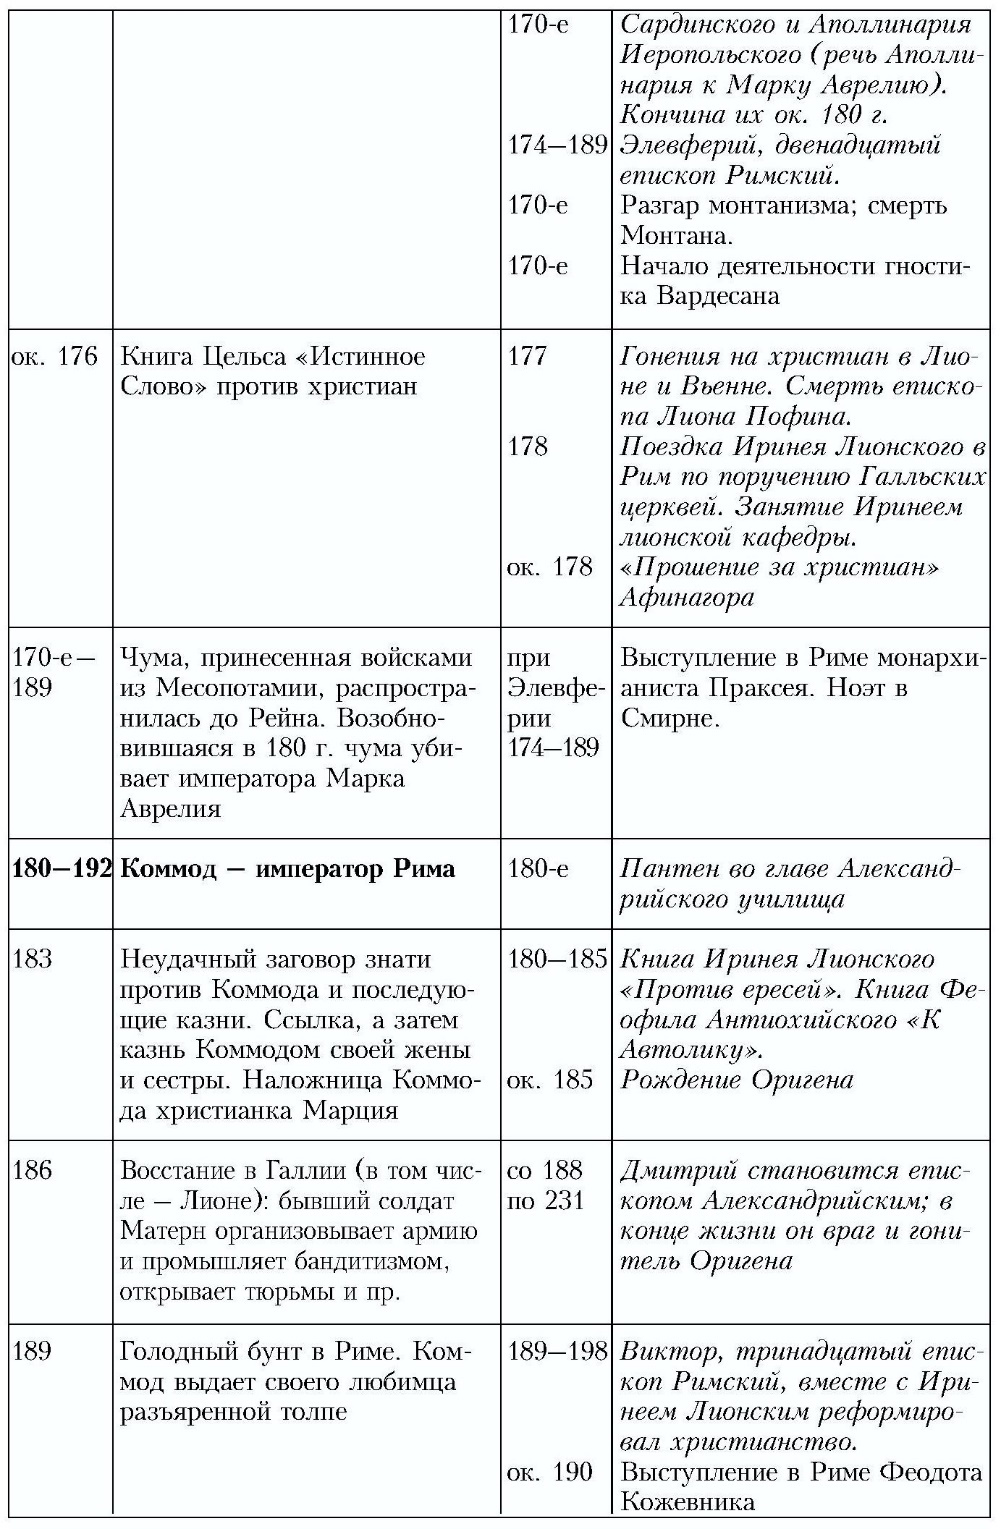 170-е
Сардинского и Аполлинария
Иеропольского (речь Аполли-
нария к Марку Аврелию).
Кончина их ок. 180 г.
174–189
Элевферий, двенадцатый
епископ Римский.
170-е
Разгар монтанизма; смерть
Монтана.
170-е
Начало деятельности гности-
ка Вардесана
ок. 176
Книга Цельса «Истинное
Слово» против христиан
177
Гонения на христиан в Лио-
не и Вьенне. Смерть еписко-
па Лиона Пофина.
178
Поездка Иринея Лионского в
Рим по поручению Галльских
церквей. Занятие Иринеем
лионской кафедры.
ок. 178
«Прошение за христиан»
Афинагора
170-е–
189
Чума, принесенная войсками
из Месопотамии, распростра-
нилась до Рейна. Возобно-
вившаяся в 180 г. чума уби-
вает императора Марка
Аврелия
при
Элевфе-
рии
174–189
Выступление в Риме монархи-
аниста Праксея. Ноэт в
Смирне.
180–192
Коммод – император Рима
180-е
Пантен во главе Александ-
рийского училища
183
Неудачный заговор знати
против Коммода и последую-
щие казни. Ссылка, а затем
казнь Коммодом своей жены
и сестры. Наложница Коммо-
да христианка Марция
180–185
Книга Иринея Лионского
«Против ересей». Книга Фе-
офила Антиохийского «К
Автолику».
ок. 185
Рождение Оригена
186
Восстание в Галлии (в том чис-
ле – Лионе): бывший солдат
Матерн организовывает армию
и промышляет бандитизмом,
открывает тюрьмы и пр.
со 188
по 231
Дмитрий становится епис-
копом Александрийским; в
конце жизни он враг и гони-
тель Оригена
189
Голодный бунт в Риме. Ком-
мод выдает своего любимца
разъяренной толпе
189–198
Виктор, тринадцатый епис-
коп Римский, вместе с Ири-
неем Лионским реформиро-
вал христианство.
ок. 190
Выступление в Риме Феодота
Кожевника